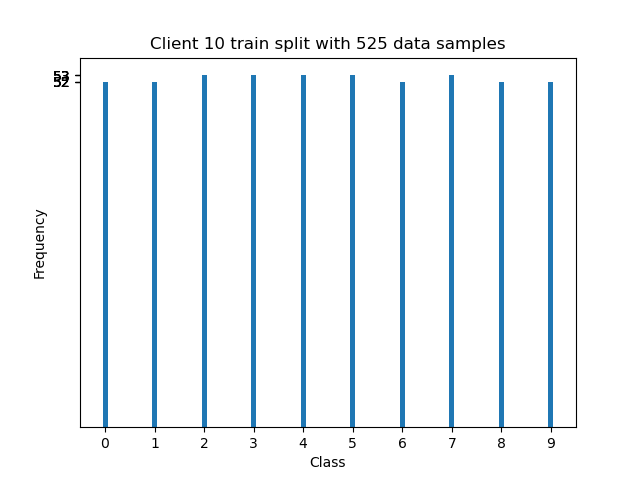 Client 10 train split with 525 data samples
53
52
Frequency
0 1 2 3 4 5 6 7 8 9
Class